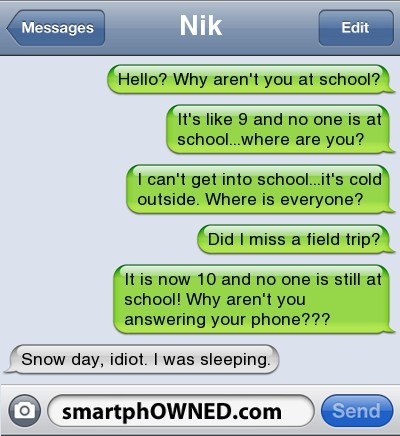 Messages
Nik
Edit
Hello? Why aren't you at school?
It's like 9 and no one is at
school...where are you?
I can't get into school...it's cold
outside. Where is everyone?
Did I miss a field trip?
It is now 10 and no one is still at
school! Why aren't you
answering your phone???
Snow day, idiot. I was sleeping.
smartphOWNED.com
Send